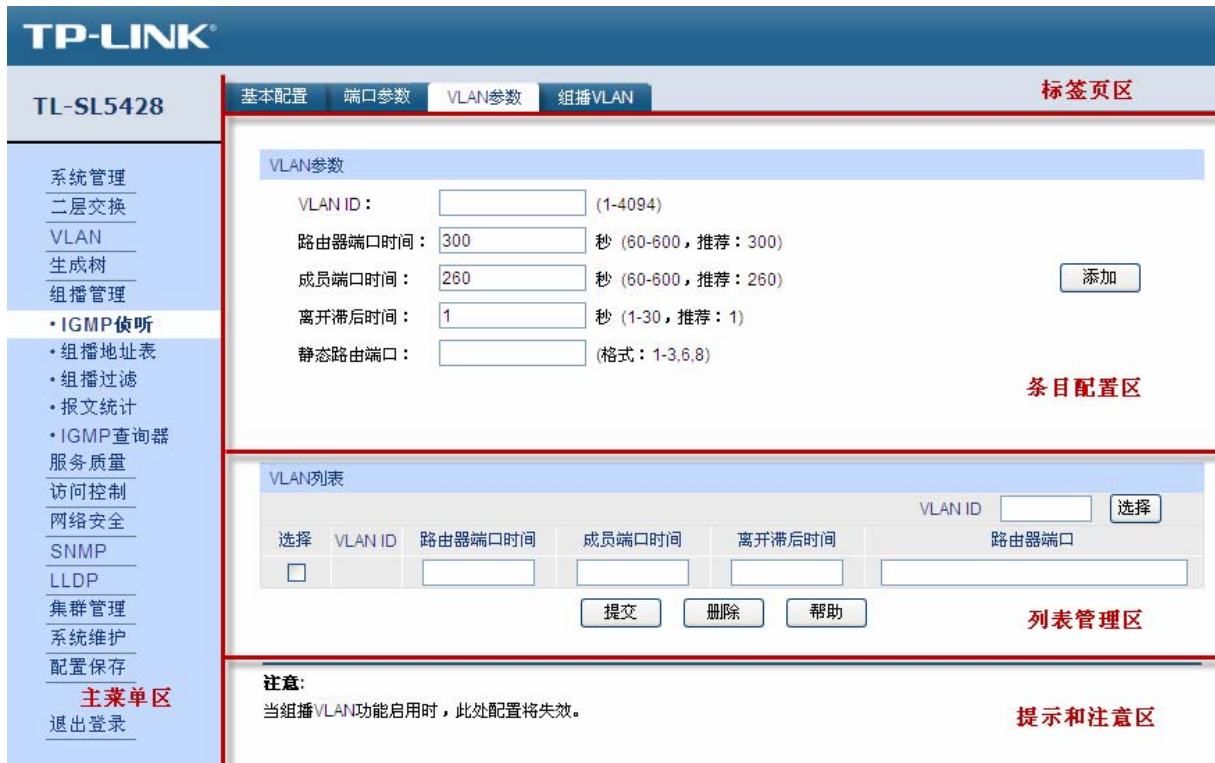 TP-LINK®
TL-SL5428
基本配置 端口参数 VLAN参数 组播VLAN
标签页区
系统管理
二层交换
VLAN
生成树
组播管理
•IGMP侦听
•组播地址表
•组播过滤
•报文统计
•IGMP查询器
服务质量
访问控制
网络安全
SNMP
LLDP
集群管理
系统维护
配置保存
主菜单区
退出登录
VLAN参数
VLAN ID： (1-4094)
路由器端口时间： 300 秒 (60-600，推荐：300)
成员端口时间： 260 秒 (60-600，推荐：260)
添加
离开滞后时间： 1 秒 (1-30，推荐：1)
静态路由端口： (格式：1-3,6,8)
条目配置区
VLAN列表
VLAN ID 选择
选择 VLAN ID 路由器端口时间 成员端口时间 离开滞后时间 路由器端口
提交 删除 帮助
列表管理区
注意:
当组播VLAN功能启用时，此处配置将失效。
提示和注意区